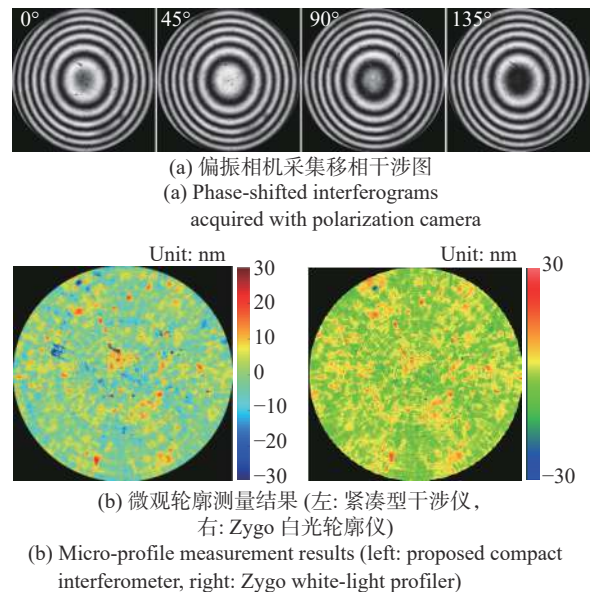 0° 45° 90° 135°
(a) 偏振相机采集移相干涉图
(a) Phase-shifted interferograms
acquired with polarization camera
Unit: nm Unit: nm
30 30
20
10
0
−10
−20
−30 −30
(b) 微观轮廓测量结果 (左: 紧凑型干涉仪，
右: Zygo 白光轮廓仪)
(b) Micro-profile measurement results (left: proposed compact
interferometer, right: Zygo white-light profiler)